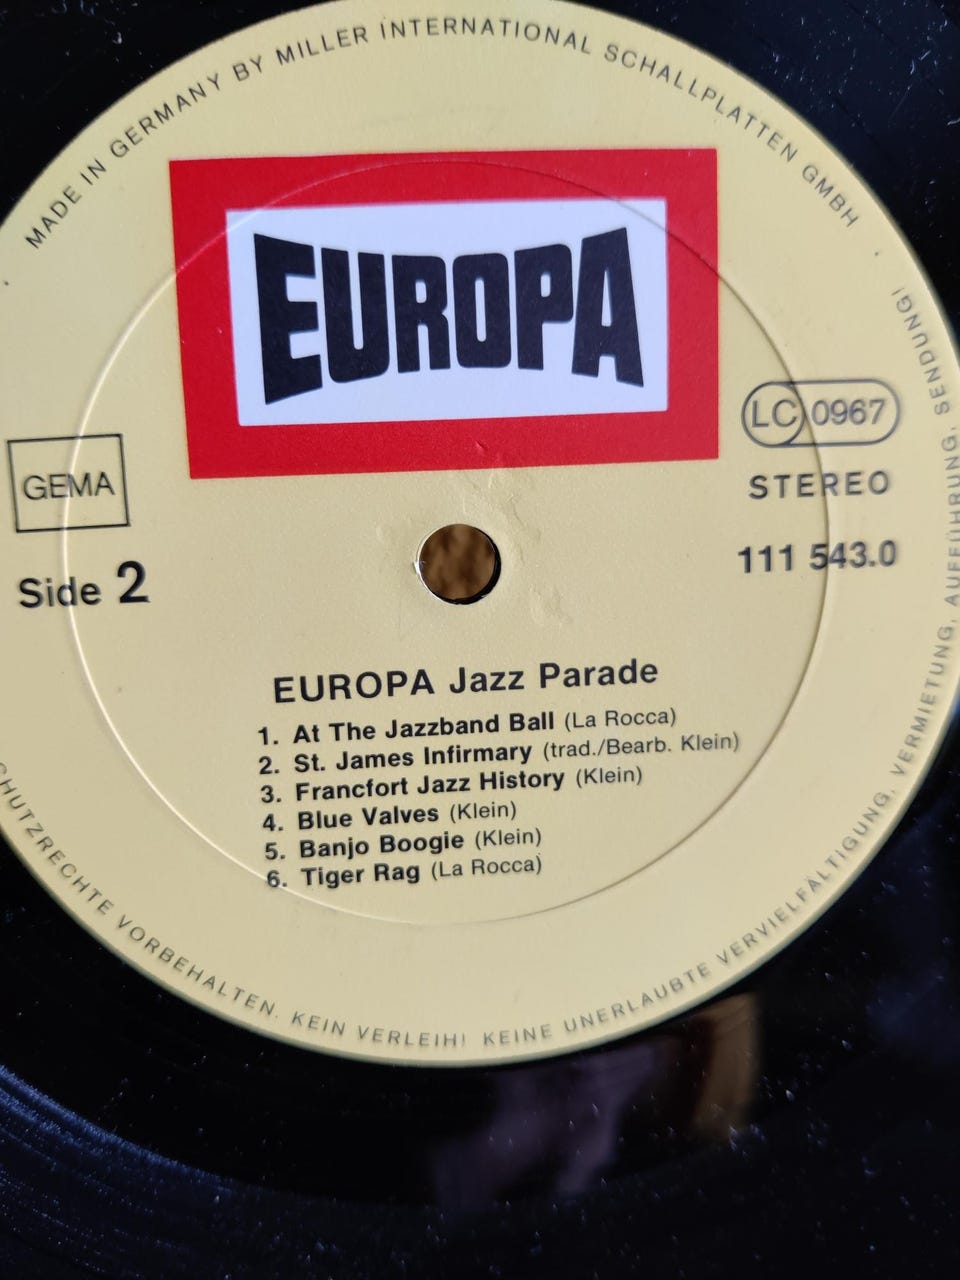 MADE IN GERMANY BY MILLER INTERNATIONAL SCHALLPLATTEN GMBH
EUROPA
LC 0967
GEMA
STEREO
Side 2
111 543.0
EUROPA Jazz Parade
1. At The Jazzband Ball (La Rocca)
2. St. James Infirmary (trad./Bearb. Klein)
3. Francfort Jazz History (Klein)
4. Blue Valves (Klein)
5. Banjo Boogie (Klein)
6. Tiger Rag (La Rocca)
CHUTZRECHTE VORBEHALTEN. KEIN VERLEIH! KEINE UNERLAUBTE VERVIELFÄLTIGUNG, VERMIETUNG, AUFFÜHRUNG, SENDUNG!